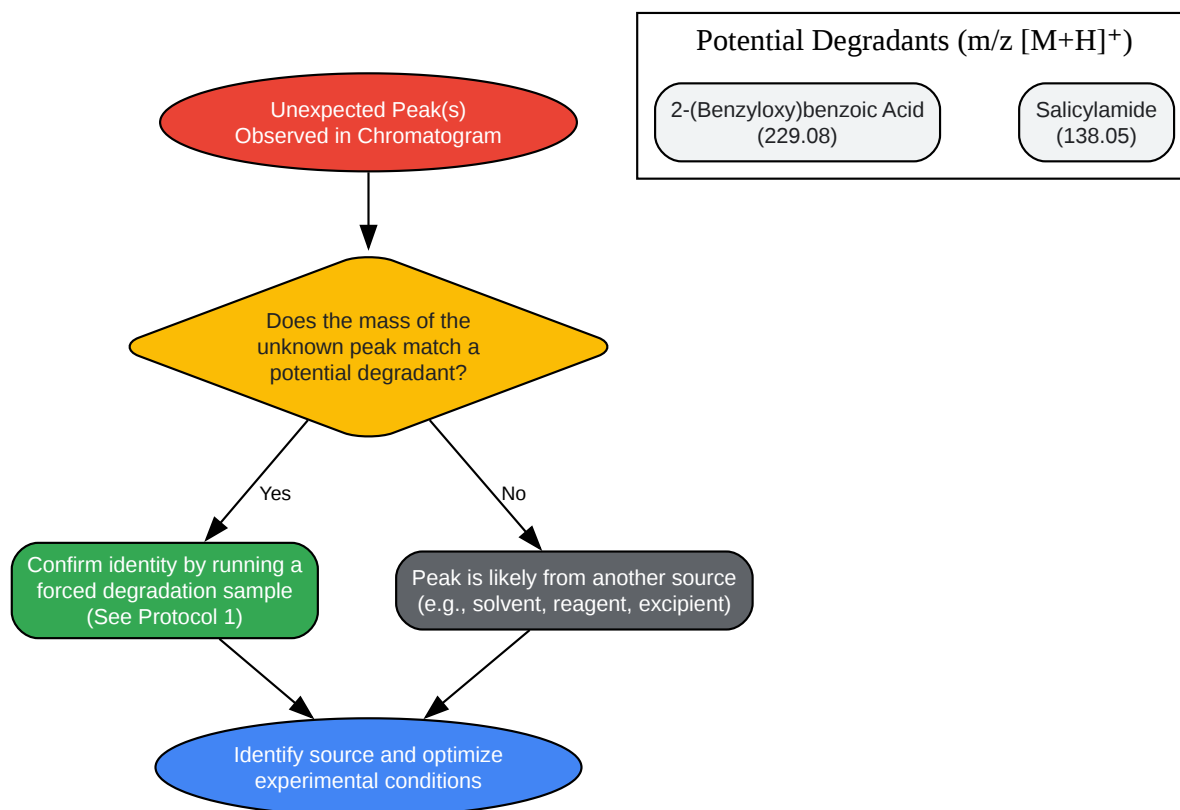 Unexpected Peak(s)
Observed in Chromatogram
Potential Degradants (m/z [M+H]⁺)
2-(Benzyloxy)benzoic Acid
(229.08)
Salicylamide
(138.05)
Does the mass of the
unknown peak match a
potential degradant?
Yes
No
Confirm identity by running a
forced degradation sample
(See Protocol 1)
Peak is likely from another source
(e.g., solvent, reagent, excipient)
Identify source and optimize
experimental conditions